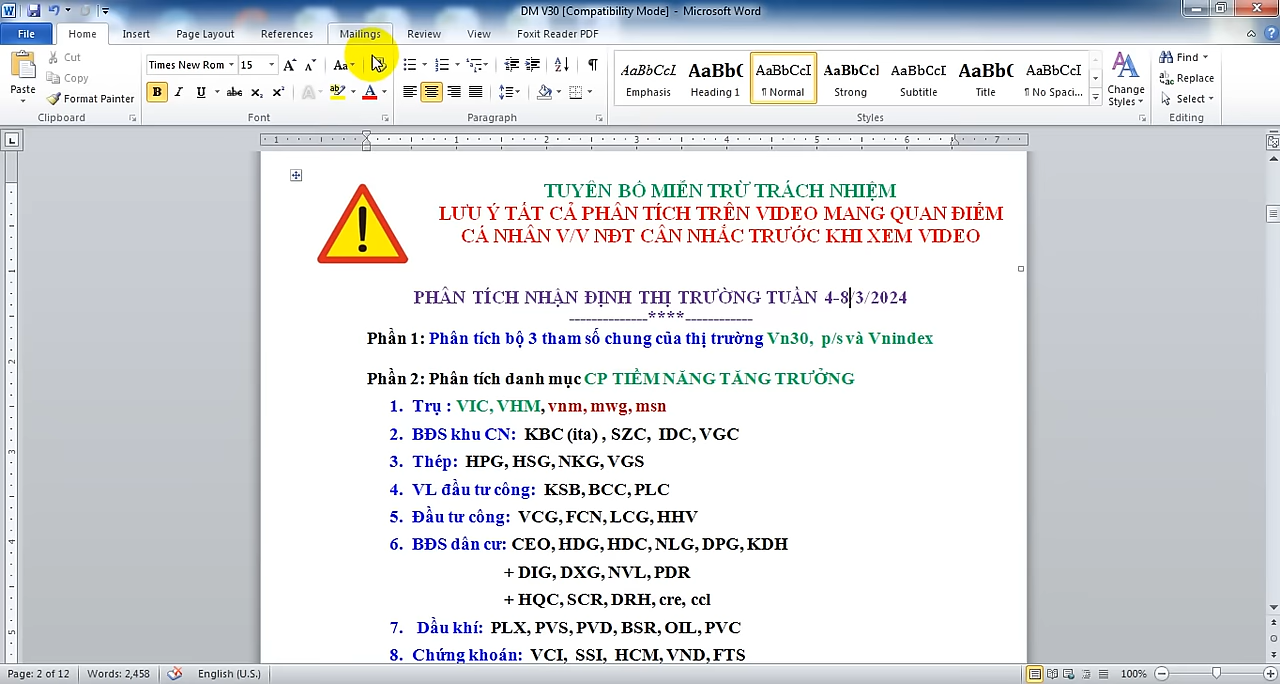 DM V30 [Compatibility Mode] - Microsoft Word
File Home Insert Page Layout References Mailings Review View Foxit Reader PDF
Paste
Cut
Copy
Format Painter
Clipboard
Times New Rom 15
Font
Paragraph
AaBbCcI AaBb( AaBbCcI AaBbCcl AaBbCcI AaBb( AaBbCcI
Emphasis Heading 1 ¶ Normal Strong Subtitle Title ¶ No Spaci...
Change Styles
Styles
Find
Replace
Select
Editing
TUYÊN BỐ MIỄN TRỪ TRÁCH NHIỆM
LƯU Ý TẤT CẢ PHÂN TÍCH TRÊN VIDEO MANG QUAN ĐIỂM
CÁ NHÂN V/V NĐT CÂN NHẮC TRƯỚC KHI XEM VIDEO
PHÂN TÍCH NHẬN ĐỊNH THỊ TRƯỜNG TUẦN 4-8/3/2024
--------------****------------
Phần 1: Phân tích bộ 3 tham số chung của thị trường Vn30, p/s và Vnindex
Phần 2: Phân tích danh mục CP TIỀM NĂNG TĂNG TRƯỞNG
1. Trụ : VIC, VHM, vnm, mwg, msn
2. BĐS khu CN: KBC (ita) , SZC, IDC, VGC
3. Thép: HPG, HSG, NKG, VGS
4. VL đầu tư công: KSB, BCC, PLC
5. Đầu tư công: VCG, FCN, LCG, HHV
6. BĐS dân cư: CEO, HDG, HDC, NLG, DPG, KDH
+ DIG, DXG, NVL, PDR
+ HQC, SCR, DRH, cre, ccl
7. Dầu khí: PLX, PVS, PVD, BSR, OIL, PVC
8. Chứng khoán: VCI, SSI, HCM, VND, FTS
Page: 2 of 12 Words: 2,458 English (U.S.) 100%